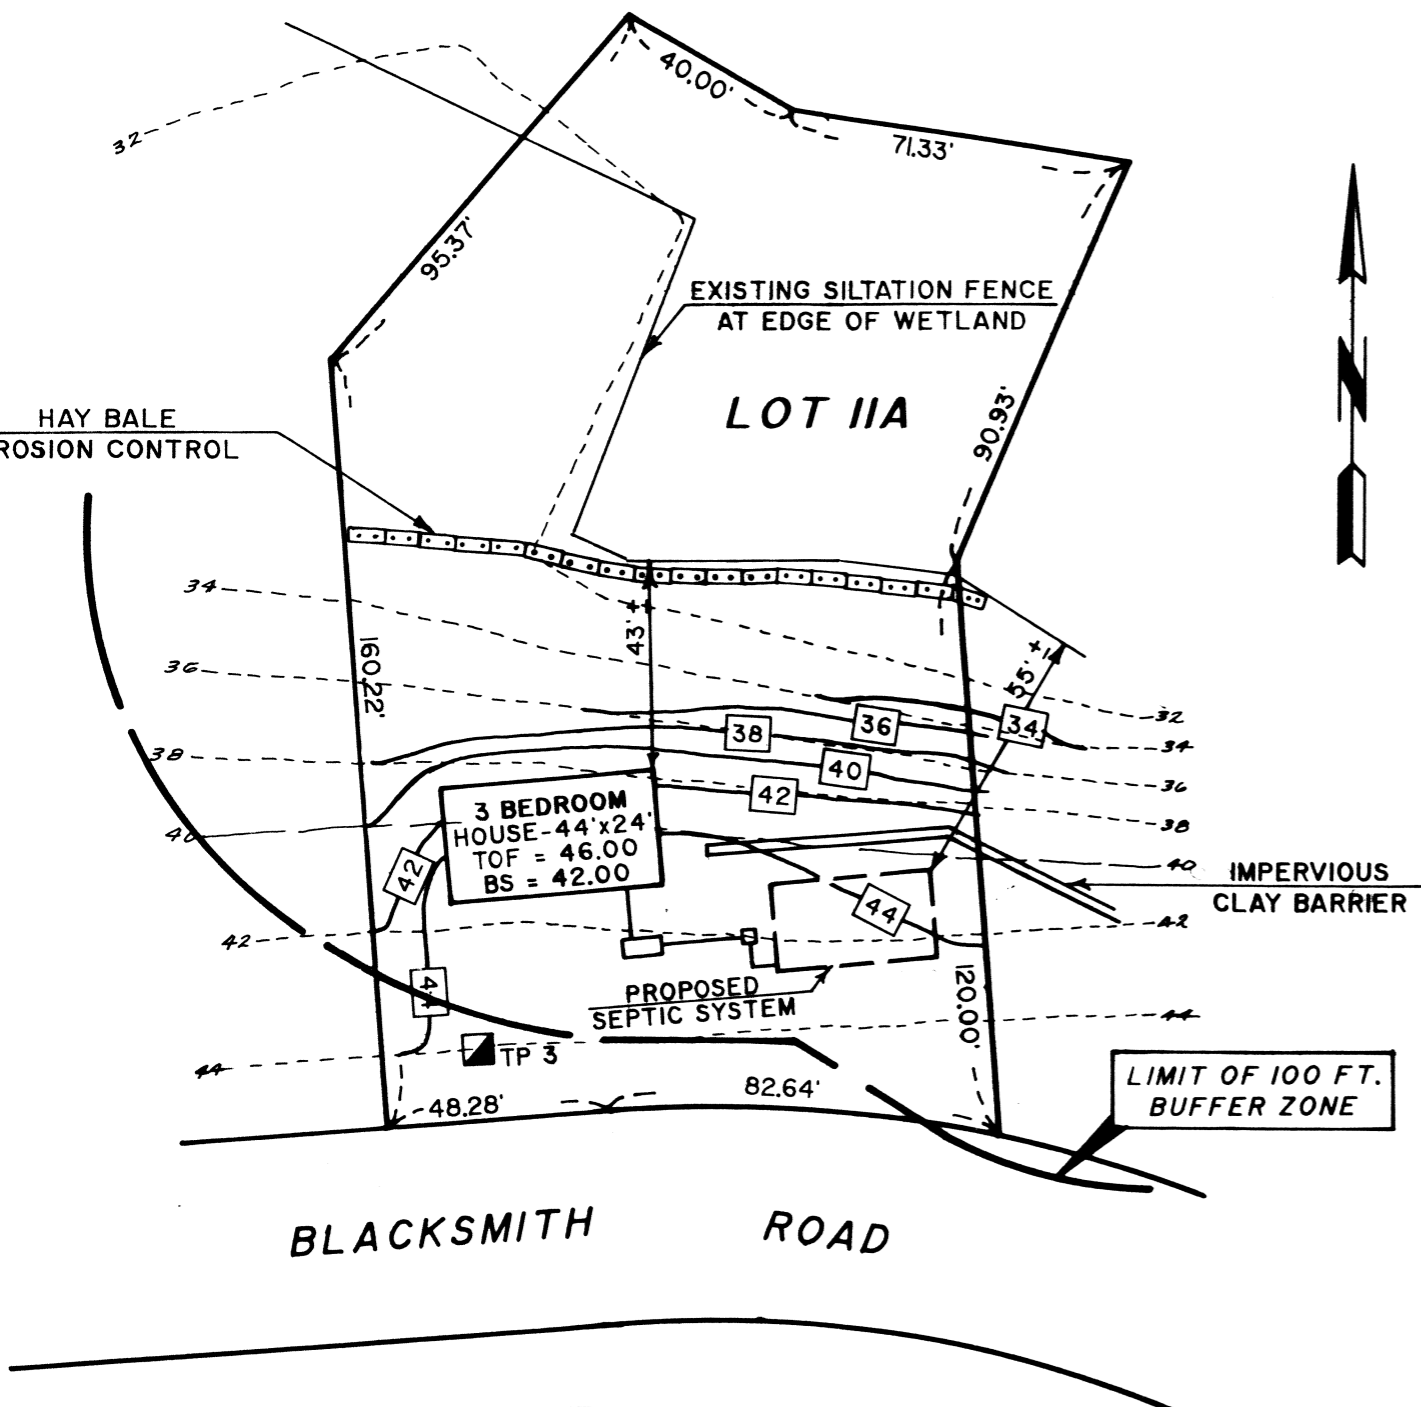 40.00'
71.33'
32
95.37'
EXISTING SILTATION FENCE
AT EDGE OF WETLAND
N
LOT 11A
90.93'
HAY BALE
ROSION CONTROL
34
43' ±
160.22'
55' ±
36
32
34
36
38
34
38
40
36
42
38
3 BEDROOM
HOUSE-44'x24'
TOF = 46.00
BS = 42.00
40
38
42
40
IMPERVIOUS
CLAY BARRIER
44
42
42
PROPOSED
SEPTIC SYSTEM
44
120.00'
44
44
TP 3
LIMIT OF 100 FT.
BUFFER ZONE
48.28'
82.64'
BLACKSMITH ROAD